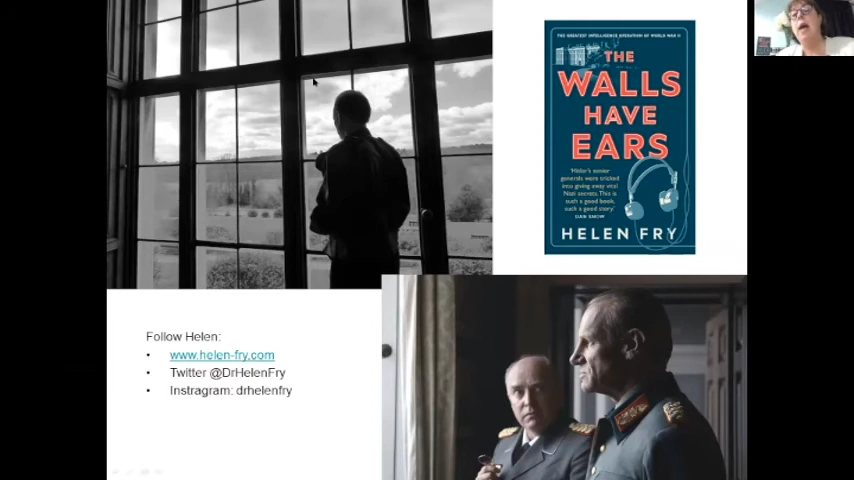 THE GREATEST INTELLIGENCE OPERATION OF WORLD WAR II
THE
WALLS
HAVE
EARS
'Hitler's senior
generals were tricked
into giving away vital
Nazi secrets. This is
such a good book,
such a good story.'
DAN SNOW
HELEN FRY
Follow Helen:
• www.helen-fry.com
• Twitter @DrHelenFry
• Instragram: drhelenfry